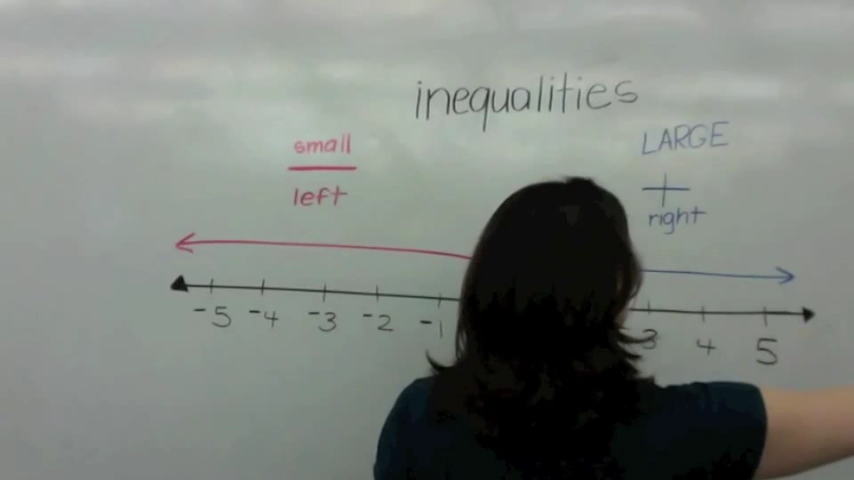 inequalities
small
left
LARGE
+
right
-5 -4 -3 -2 -1 3 4 5